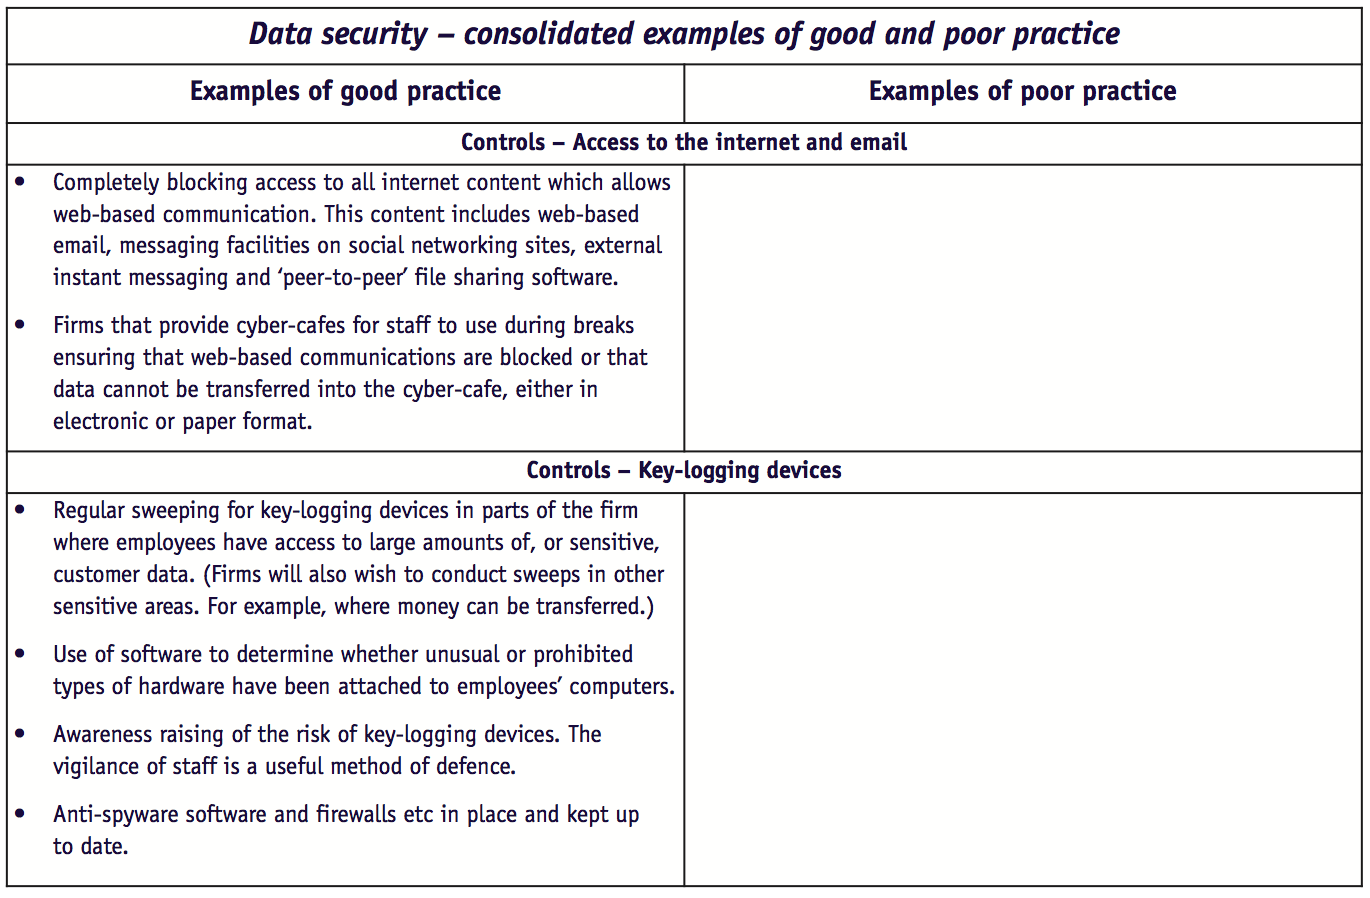 Data security – consolidated examples of good and poor practice
Examples of good practice
Examples of poor practice
Controls – Access to the internet and email
• Completely blocking access to all internet content which allows
web-based communication. This content includes web-based
email, messaging facilities on social networking sites, external
instant messaging and ‘peer-to-peer’ file sharing software.
• Firms that provide cyber-cafes for staff to use during breaks
ensuring that web-based communications are blocked or that
data cannot be transferred into the cyber-cafe, either in
electronic or paper format.
Controls – Key-logging devices
• Regular sweeping for key-logging devices in parts of the firm
where employees have access to large amounts of, or sensitive,
customer data. (Firms will also wish to conduct sweeps in other
sensitive areas. For example, where money can be transferred.)
• Use of software to determine whether unusual or prohibited
types of hardware have been attached to employees’ computers.
• Awareness raising of the risk of key-logging devices. The
vigilance of staff is a useful method of defence.
• Anti-spyware software and firewalls etc in place and kept up
to date.